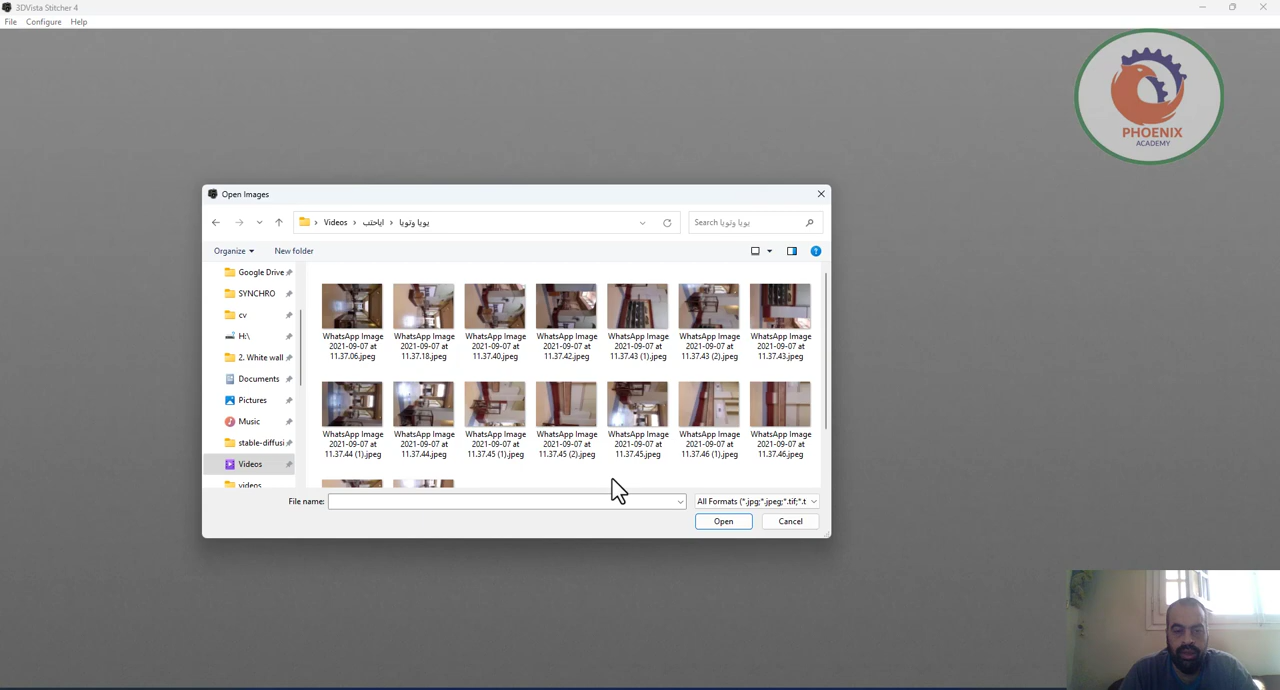 3DVista Stitcher 4
File Configure Help
PHOENIX
ACADEMY
Open Images
Videos › اباحثب › يويا وتويا
Search يويا وتويا
Organize New folder
Google Drive
SYNCHRO
cv
H:\
2. White wall
Documents
Pictures
Music
stable-diffusi
Videos
videos
WhatsApp Image 2021-09-07 at 11.37.06.jpeg
WhatsApp Image 2021-09-07 at 11.37.18.jpeg
WhatsApp Image 2021-09-07 at 11.37.40.jpeg
WhatsApp Image 2021-09-07 at 11.37.42.jpeg
WhatsApp Image 2021-09-07 at 11.37.43 (1).jpeg
WhatsApp Image 2021-09-07 at 11.37.43 (2).jpeg
WhatsApp Image 2021-09-07 at 11.37.43.jpeg
WhatsApp Image 2021-09-07 at 11.37.44 (1).jpeg
WhatsApp Image 2021-09-07 at 11.37.44.jpeg
WhatsApp Image 2021-09-07 at 11.37.45 (1).jpeg
WhatsApp Image 2021-09-07 at 11.37.45 (2).jpeg
WhatsApp Image 2021-09-07 at 11.37.45.jpeg
WhatsApp Image 2021-09-07 at 11.37.46 (1).jpeg
WhatsApp Image 2021-09-07 at 11.37.46.jpeg
File name: All Formats (*.jpg;*.jpeg;*.tif;*.t
Open Cancel